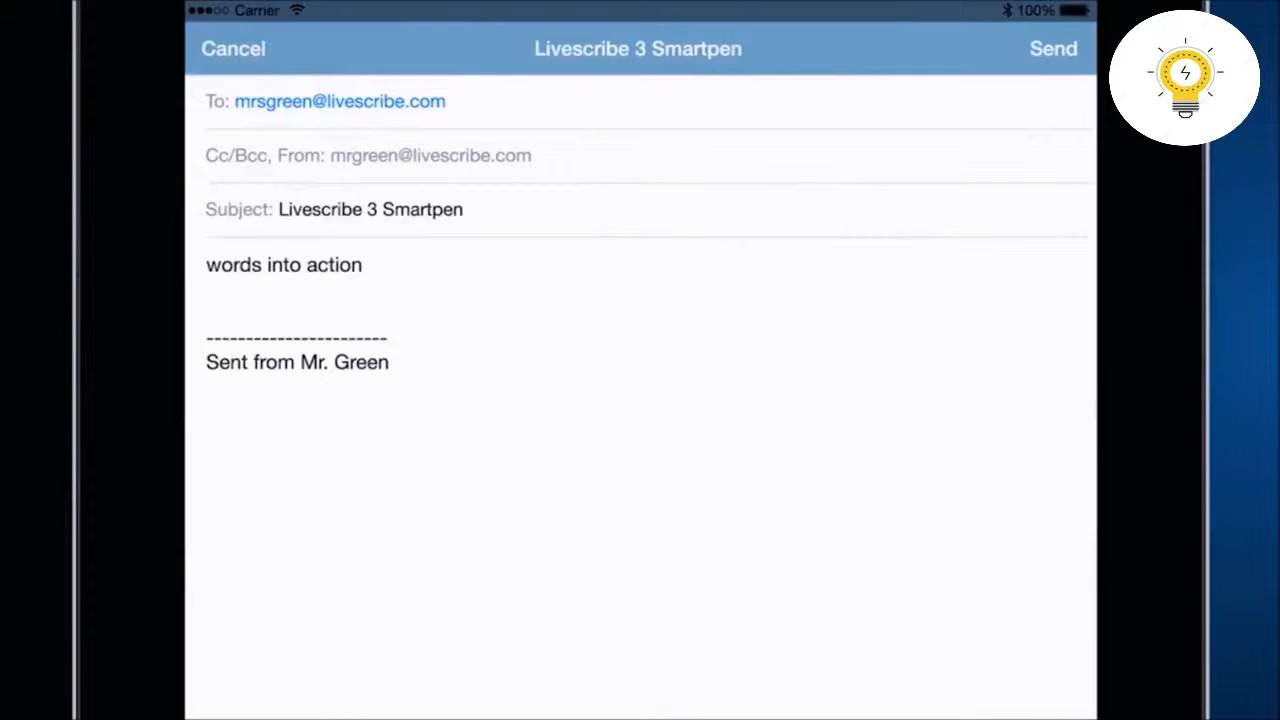 Carrier 100%
Cancel Livescribe 3 Smartpen Send
To: mrsgreen@livescribe.com
Cc/Bcc, From: mrgreen@livescribe.com
Subject: Livescribe 3 Smartpen
words into action
-----------------------
Sent from Mr. Green